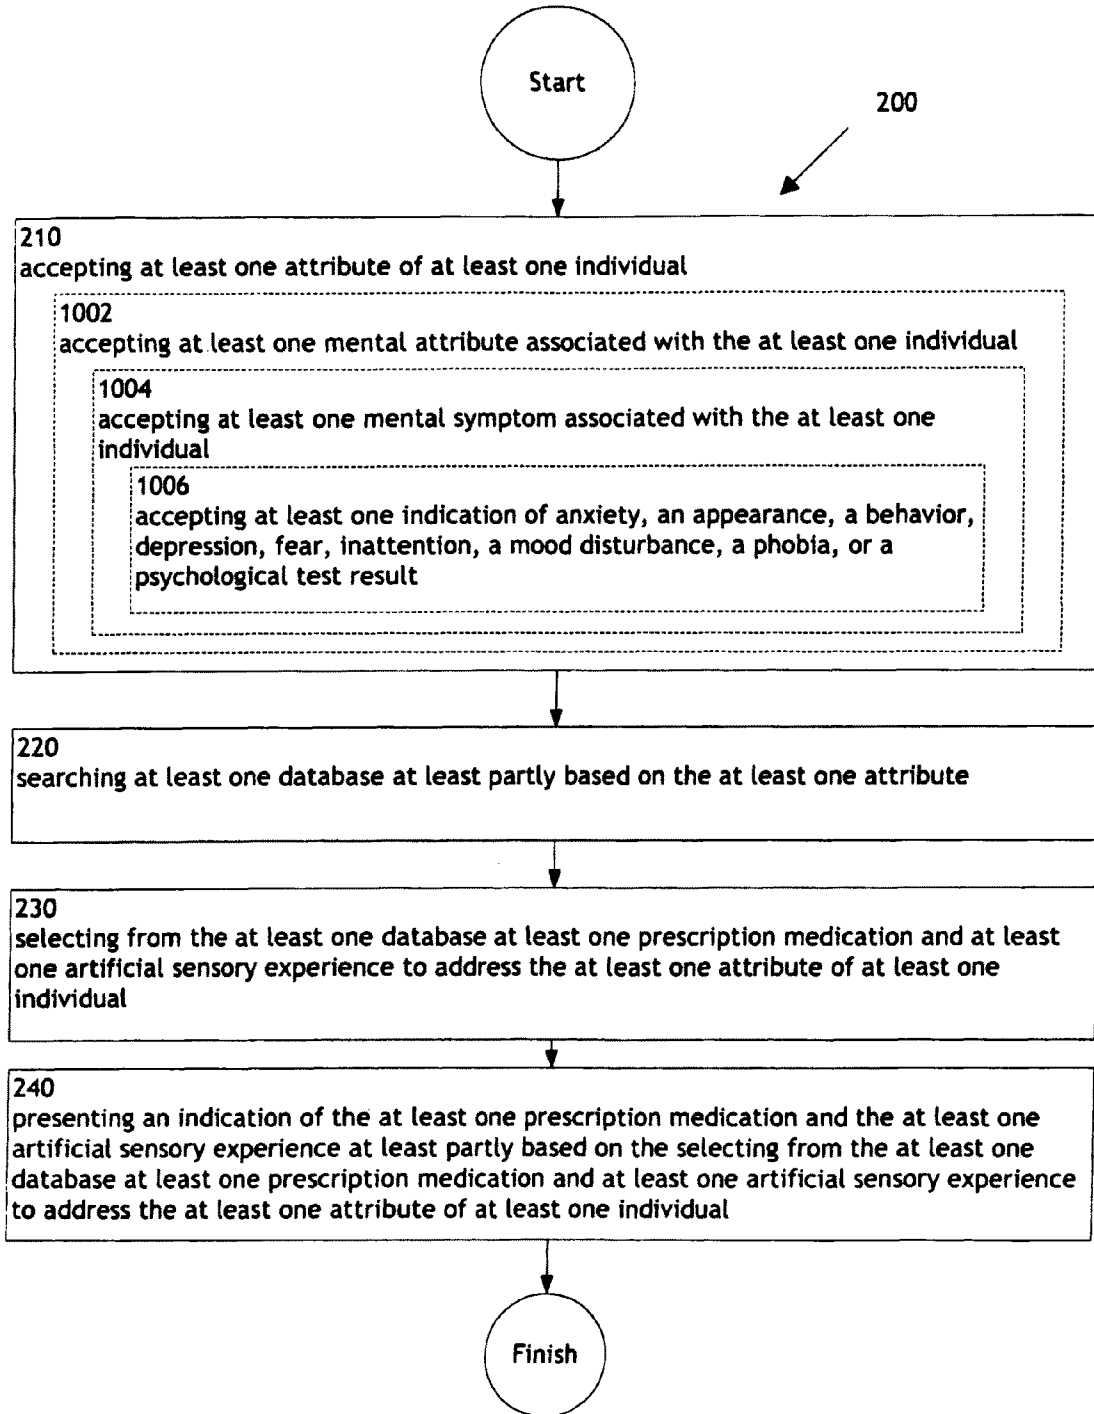 Start
200
210
accepting at least one attribute of at least one individual
1002
accepting at least one mental attribute associated with the at least one individual
1004
accepting at least one mental symptom associated with the at least one
individual
1006
accepting at least one indication of anxiety, an appearance, a behavior,
depression, fear, inattention, a mood disturbance, a phobia, or a
psychological test result
220
searching at least one database at least partly based on the at least one attribute
230
selecting from the at least one database at least one prescription medication and at least
one artificial sensory experience to address the at least one attribute of at least one
individual
240
presenting an indication of the at least one prescription medication and the at least one
artificial sensory experience at least partly based on the selecting from the at least one
database at least one prescription medication and at least one artificial sensory experience
to address the at least one attribute of at least one individual
Finish